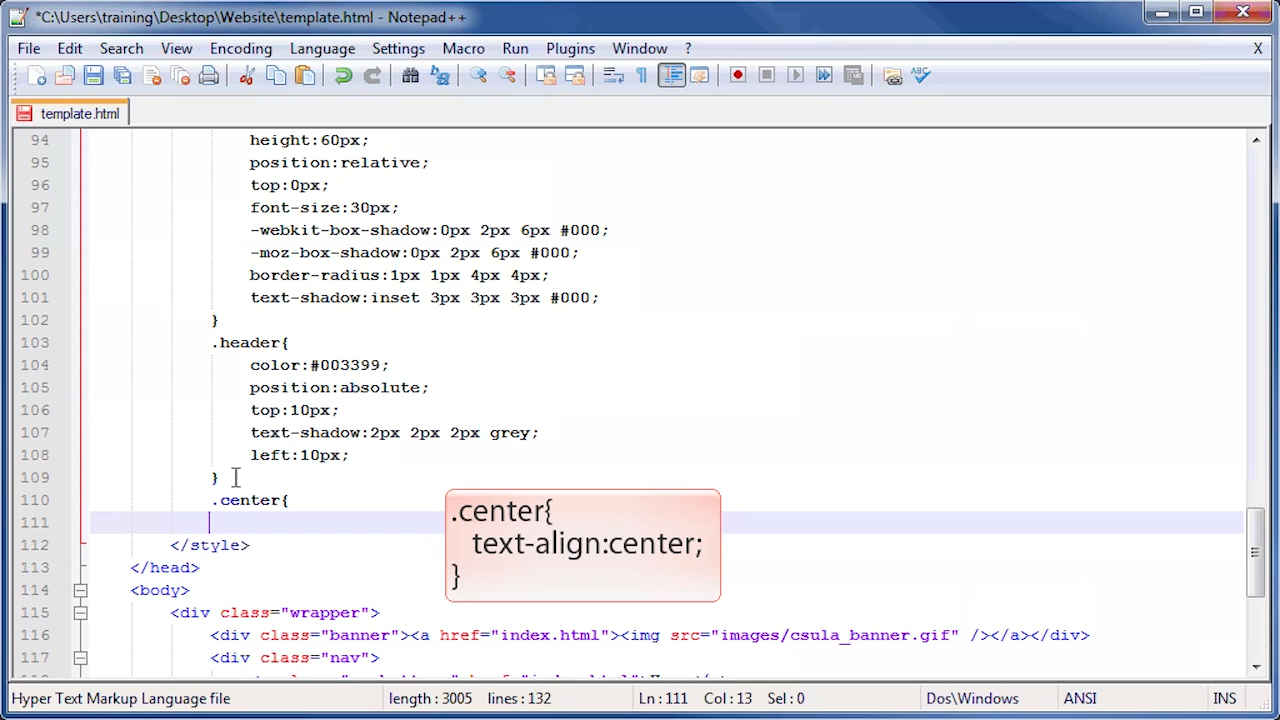 *C:\Users\training\Desktop\Website\template.html - Notepad++
File Edit Search View Encoding Language Settings Macro Run Plugins Window ? X
ABC
template.html
94 height:60px;
95 position:relative;
96 top:0px;
97 font-size:30px;
98 -webkit-box-shadow:0px 2px 6px #000;
99 -moz-box-shadow:0px 2px 6px #000;
100 border-radius:1px 1px 4px 4px;
101 text-shadow:inset 3px 3px 3px #000;
102 }
103 .header{
104 color:#003399;
105 position:absolute;
106 top:10px;
107 text-shadow:2px 2px 2px grey;
108 left:10px;
109 }
110 .center{
111
112 </style>
113 </head>
114 <body>
115 <div class="wrapper">
116 <div class="banner"><a href="index.html"><img src="images/csula_banner.gif" /></a></div>
117 <div class="nav">
.center{
text-align:center;
}
Hyper Text Markup Language file length : 3005 lines : 132 Ln : 111 Col : 13 Sel : 0 Dos\Windows ANSI INS